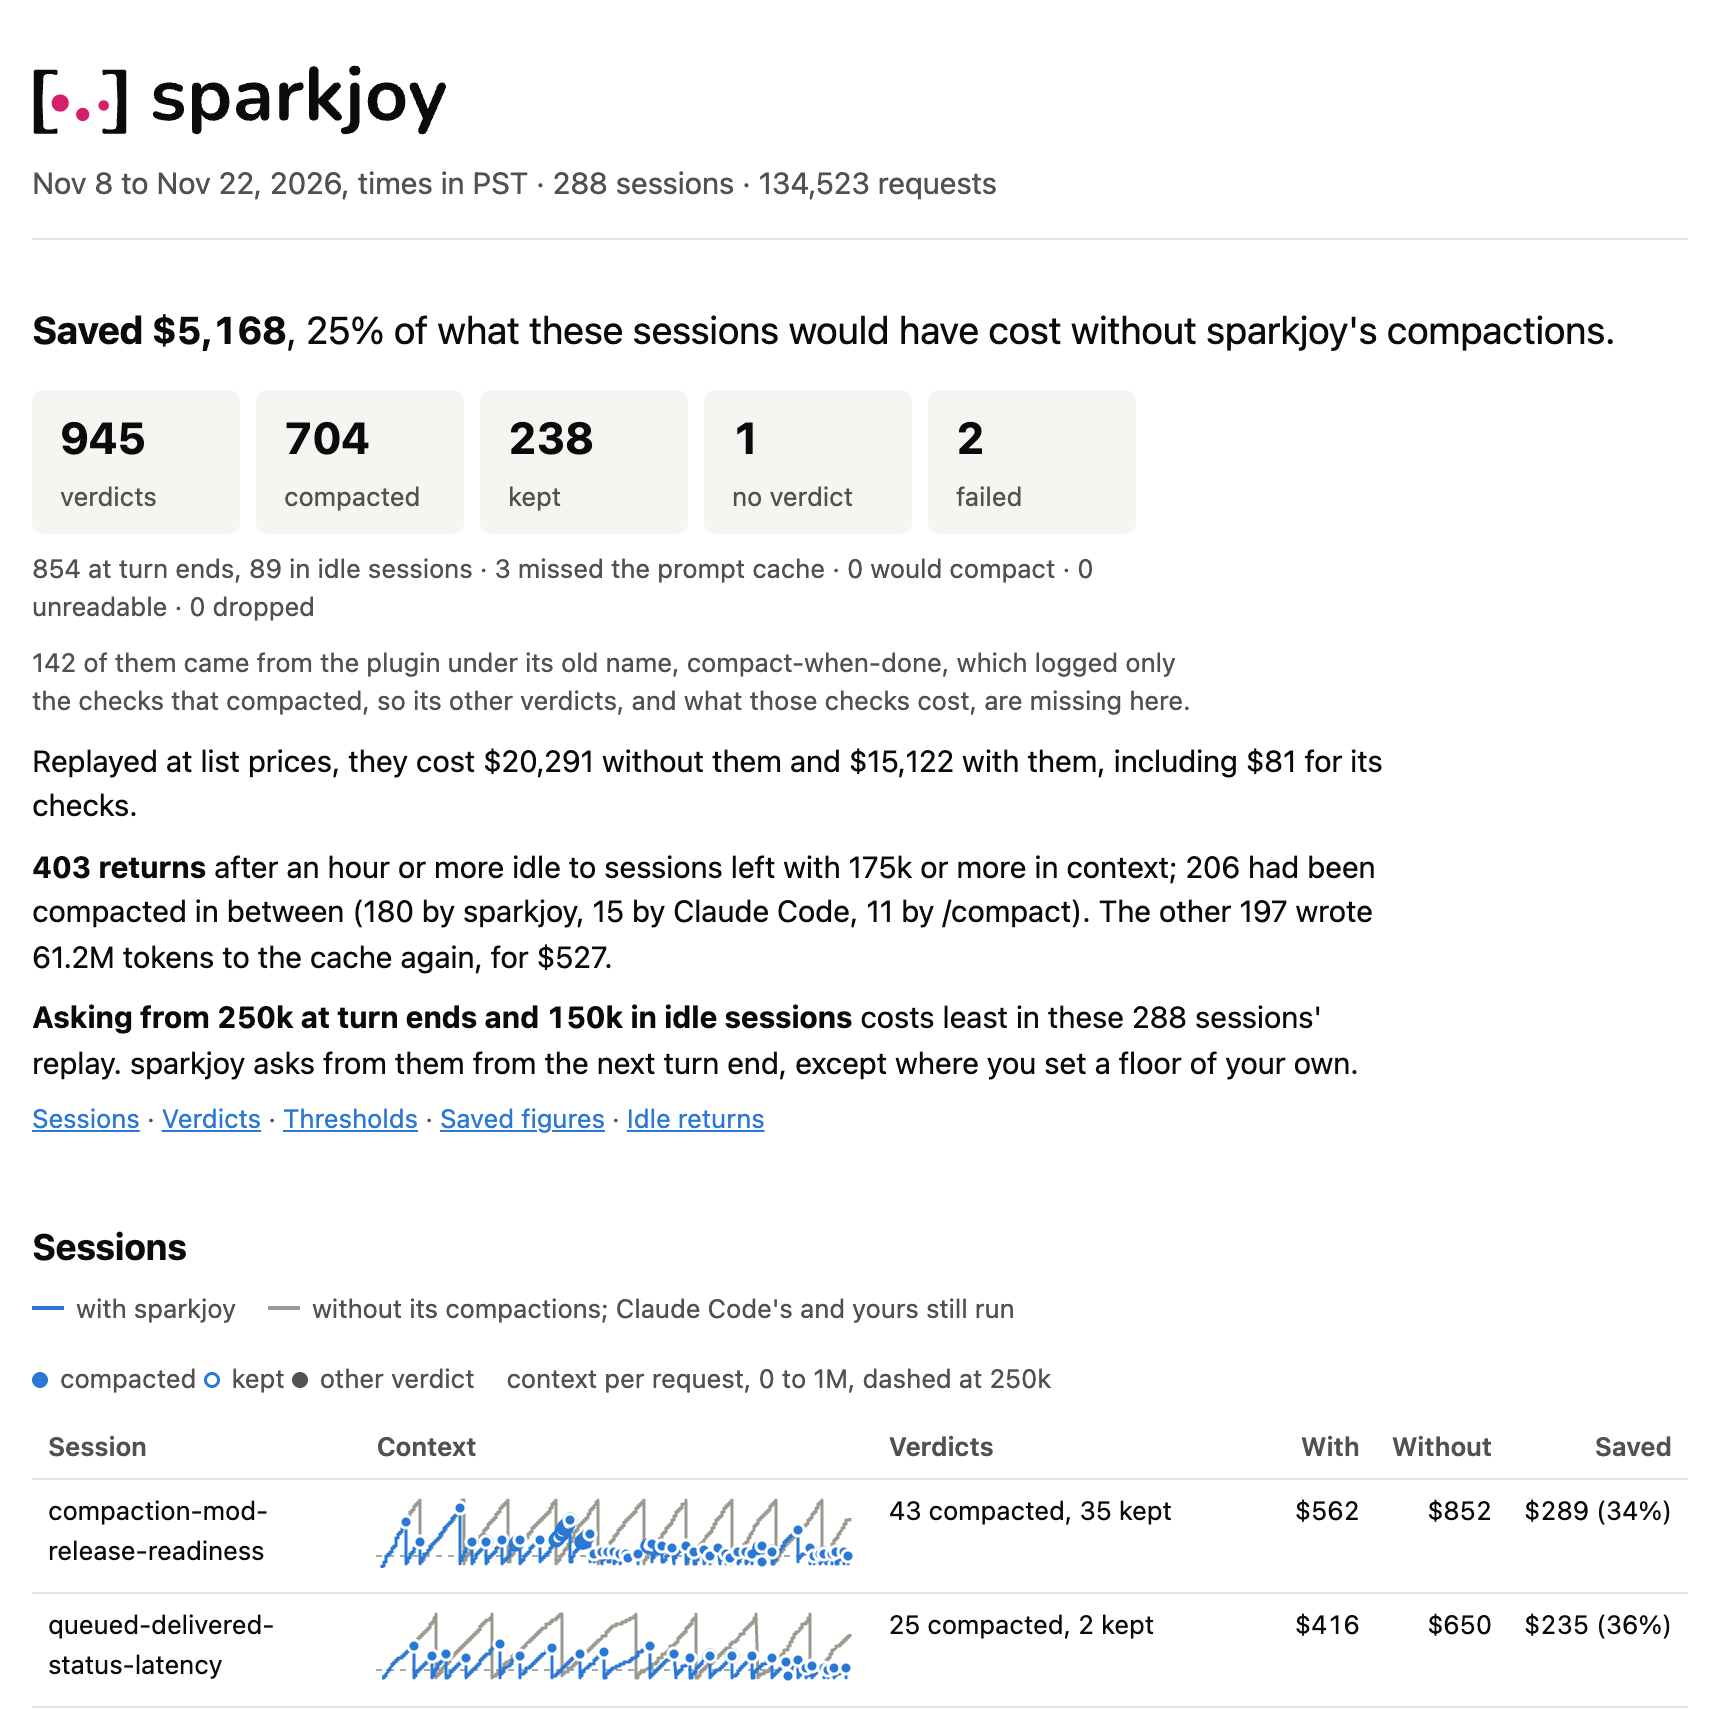 [...] sparkjoy
Nov 8 to Nov 22, 2026, times in PST · 288 sessions · 134,523 requests
Saved $5,168, 25% of what these sessions would have cost without sparkjoy's compactions.
945
verdicts
704
compacted
238
kept
1
no verdict
2
failed
854 at turn ends, 89 in idle sessions · 3 missed the prompt cache · 0 would compact · 0
unreadable · 0 dropped
142 of them came from the plugin under its old name, compact-when-done, which logged only
the checks that compacted, so its other verdicts, and what those checks cost, are missing here.
Replayed at list prices, they cost $20,291 without them and $15,122 with them, including $81 for its
checks.
403 returns after an hour or more idle to sessions left with 175k or more in context; 206 had been
compacted in between (180 by sparkjoy, 15 by Claude Code, 11 by /compact). The other 197 wrote
61.2M tokens to the cache again, for $527.
Asking from 250k at turn ends and 150k in idle sessions costs least in these 288 sessions'
replay. sparkjoy asks from them from the next turn end, except where you set a floor of your own.
Sessions · Verdicts · Thresholds · Saved figures · Idle returns
Sessions
with sparkjoy without its compactions; Claude Code's and yours still run
compacted kept other verdict context per request, 0 to 1M, dashed at 250k
Session Context Verdicts With Without Saved
compaction-mod-
release-readiness
43 compacted, 35 kept $562 $852 $289 (34%)
queued-delivered-
status-latency
25 compacted, 2 kept $416 $650 $235 (36%)